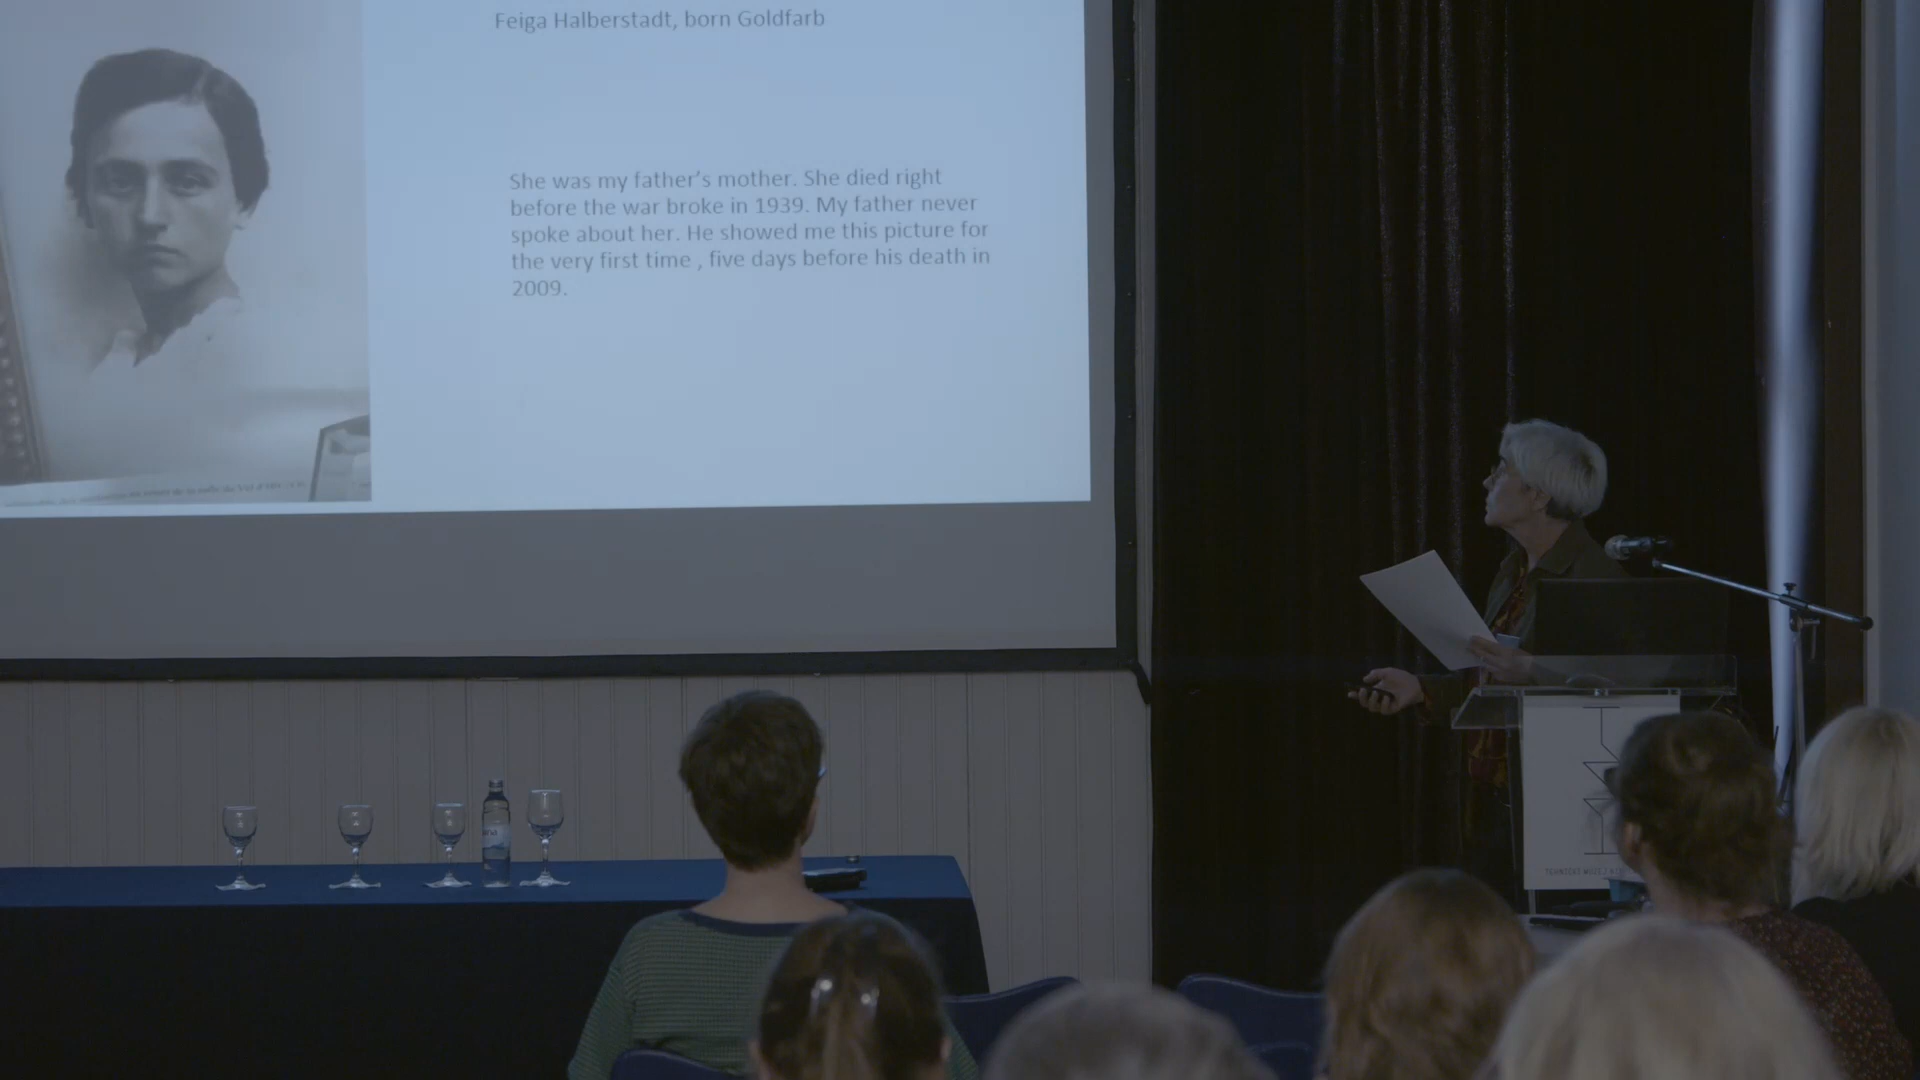 Feiga Halberstadt, born Goldfarb
She was my father's mother. She died right
before the war broke in 1939. My father never
spoke about her. He showed me this picture for
the very first time , five days before his death in
2009.